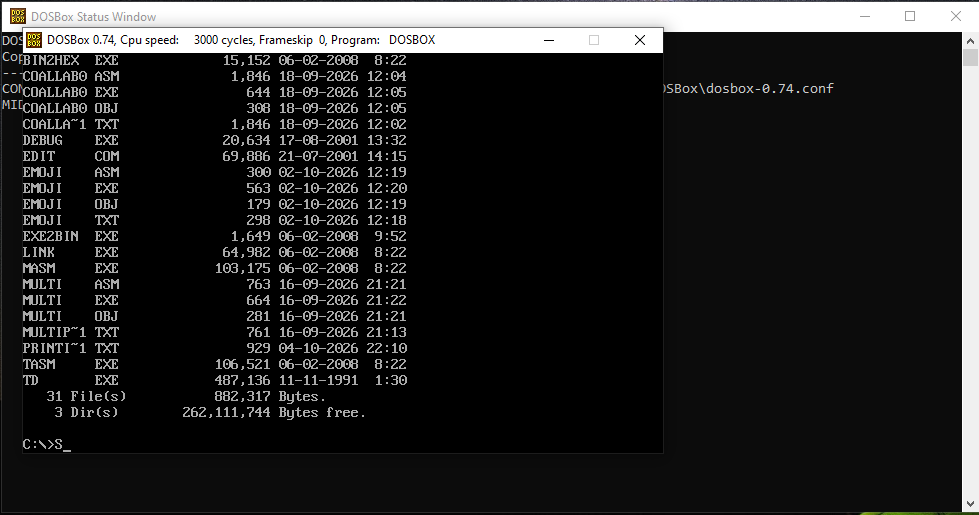 DOSBox Status Window
DOSBox 0.74, Cpu speed: 3000 cycles, Frameskip 0, Program: DOSBOX
DOS
Cop
---
CON
OSBox\dosbox-0.74.conf
MID
BIN2HEX EXE 15,152 06-02-2008 8:22
COALLAB0 ASM 1,846 18-09-2026 12:04
COALLAB0 EXE 644 18-09-2026 12:05
COALLAB0 OBJ 308 18-09-2026 12:05
COALLA~1 TXT 1,846 18-09-2026 12:02
DEBUG EXE 20,634 17-08-2001 13:32
EDIT COM 69,886 21-07-2001 14:15
EMOJI ASM 300 02-10-2026 12:19
EMOJI EXE 563 02-10-2026 12:20
EMOJI OBJ 179 02-10-2026 12:19
EMOJI TXT 298 02-10-2026 12:18
EXE2BIN EXE 1,649 06-02-2008 9:52
LINK EXE 64,982 06-02-2008 8:22
MASM EXE 103,175 06-02-2008 8:22
MULTI ASM 763 16-09-2026 21:21
MULTI EXE 664 16-09-2026 21:22
MULTI OBJ 281 16-09-2026 21:21
MULTIP~1 TXT 761 16-09-2026 21:13
PRINTI~1 TXT 929 04-10-2026 22:10
TASM EXE 106,521 06-02-2008 8:22
TD EXE 487,136 11-11-1991 1:30
31 File(s) 882,317 Bytes.
3 Dir(s) 262,111,744 Bytes free.
C:\>S_